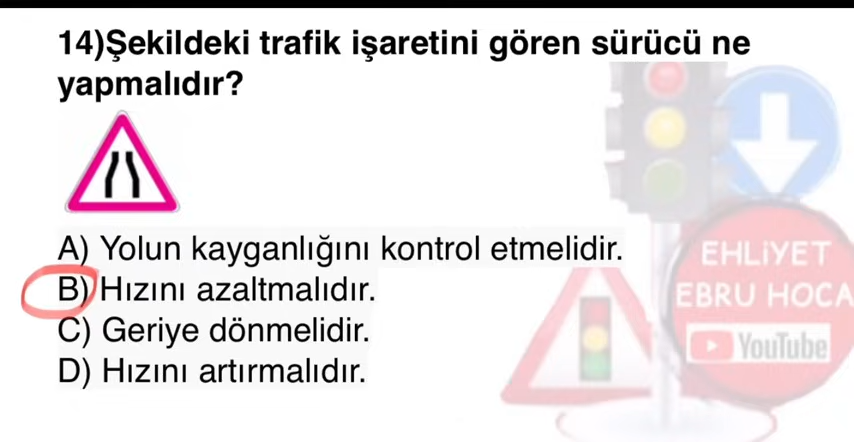 14)Şekildeki trafik işaretini gören sürücü ne
yapmalıdır?
A) Yolun kayganlığını kontrol etmelidir.
B) Hızını azaltmalıdır.
C) Geriye dönmelidir.
D) Hızını artırmalıdır.
EHLİYET
EBRU HOCA
YouTube